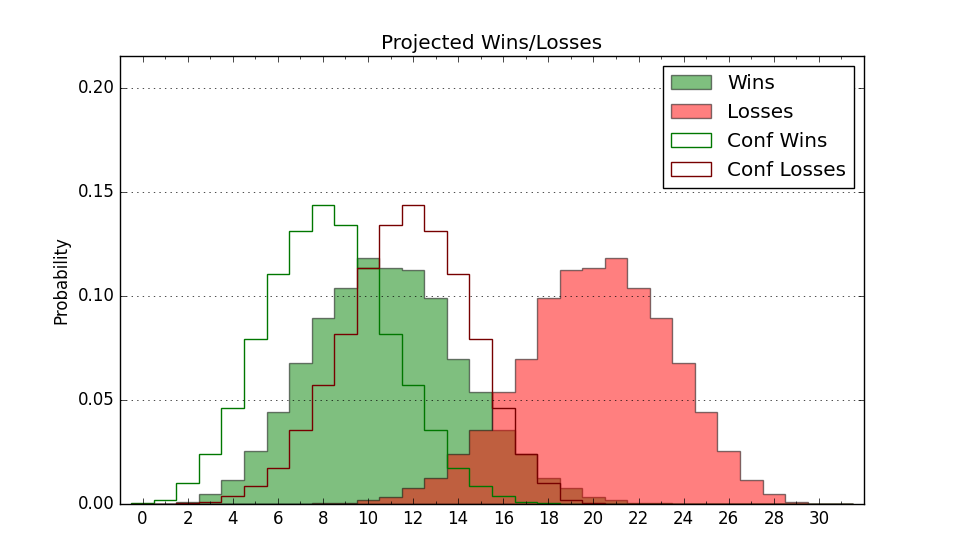 Projected Wins/Losses
Wins
Losses
Conf Wins
Conf Losses
Probability
0.20
0.15
0.10
0.05
0.00
0 2 4 6 8 10 12 14 16 18 20 22 24 26 28 30